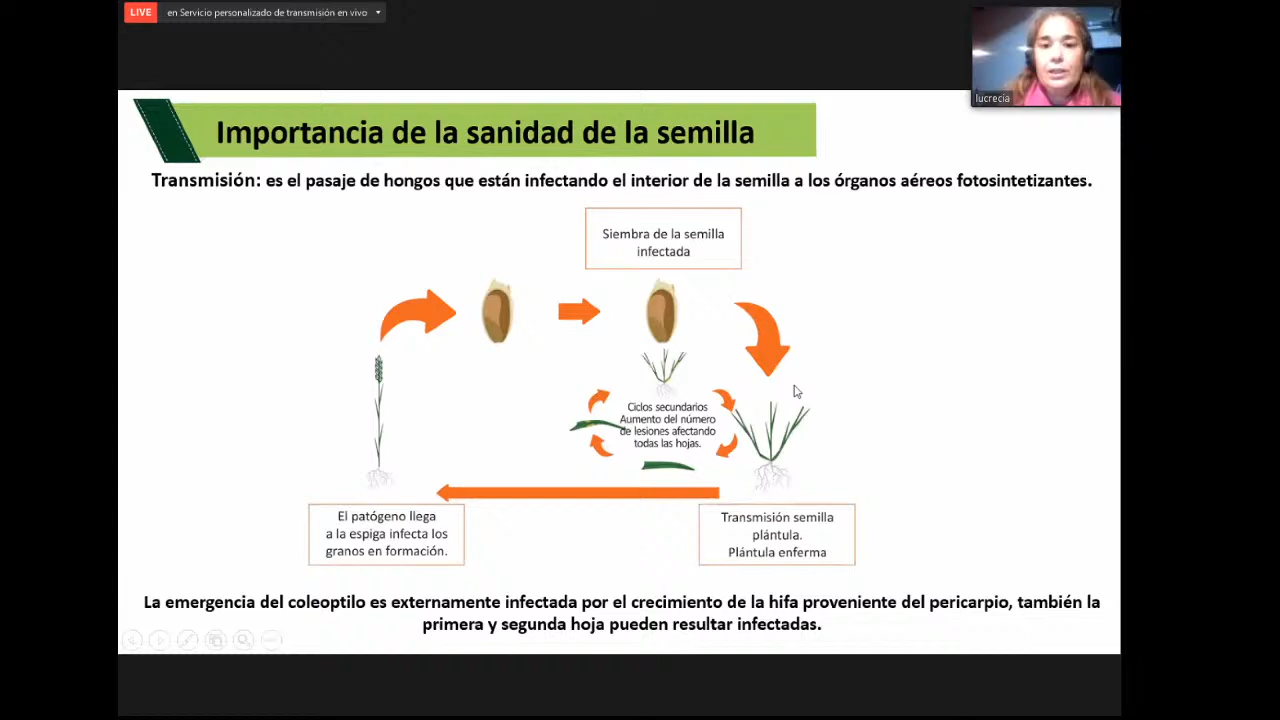 LIVE en Servicio personalizado de transmisión en vivo
lucrecia
Importancia de la sanidad de la semilla
Transmisión: es el pasaje de hongos que están infectando el interior de la semilla a los órganos aéreos fotosintetizantes.
Siembra de la semilla
infectada
Ciclos secundarios
Aumento del número
de lesiones afectando
todas las hojas.
El patógeno llega
a la espiga infecta los
granos en formación.
Transmisión semilla
plántula.
Plántula enferma
La emergencia del coleoptilo es externamente infectada por el crecimiento de la hifa proveniente del pericarpio, también la
primera y segunda hoja pueden resultar infectadas.